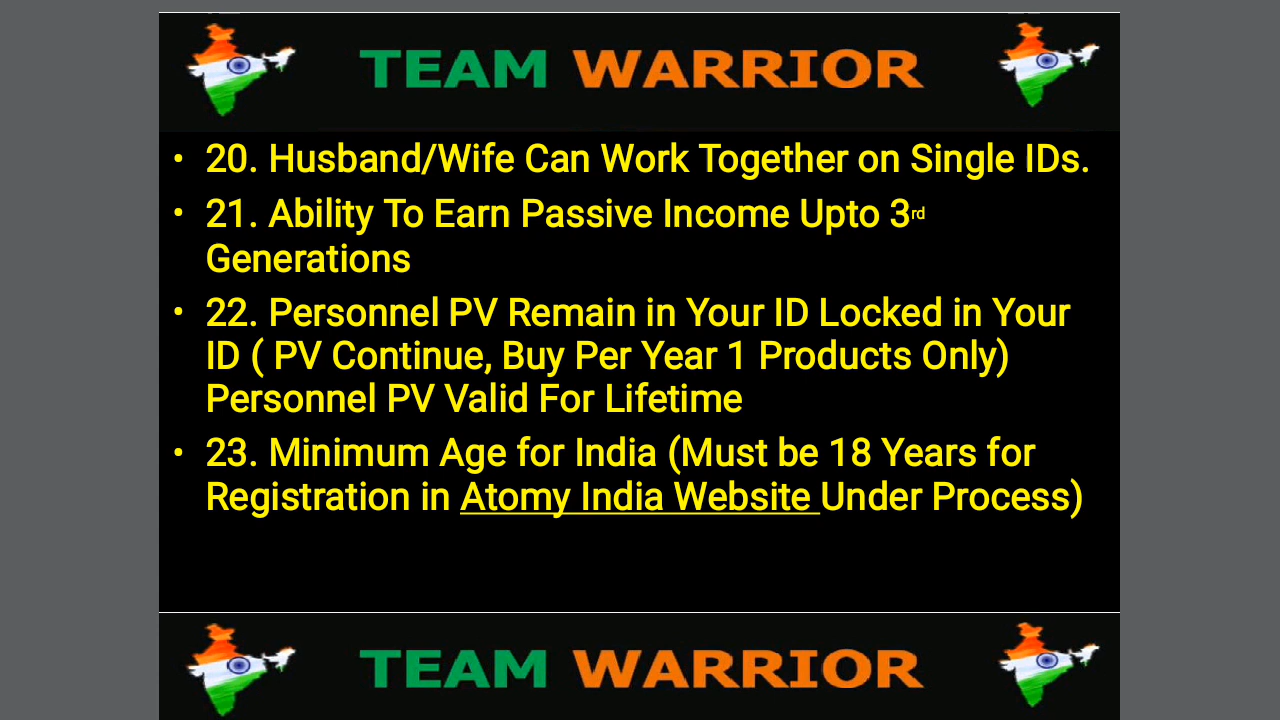 TEAM WARRIOR
• 20. Husband/Wife Can Work Together on Single IDs.
• 21. Ability To Earn Passive Income Upto 3rd
Generations
• 22. Personnel PV Remain in Your ID Locked in Your
ID ( PV Continue, Buy Per Year 1 Products Only)
Personnel PV Valid For Lifetime
• 23. Minimum Age for India (Must be 18 Years for
Registration in Atomy India Website Under Process)
TEAM WARRIOR